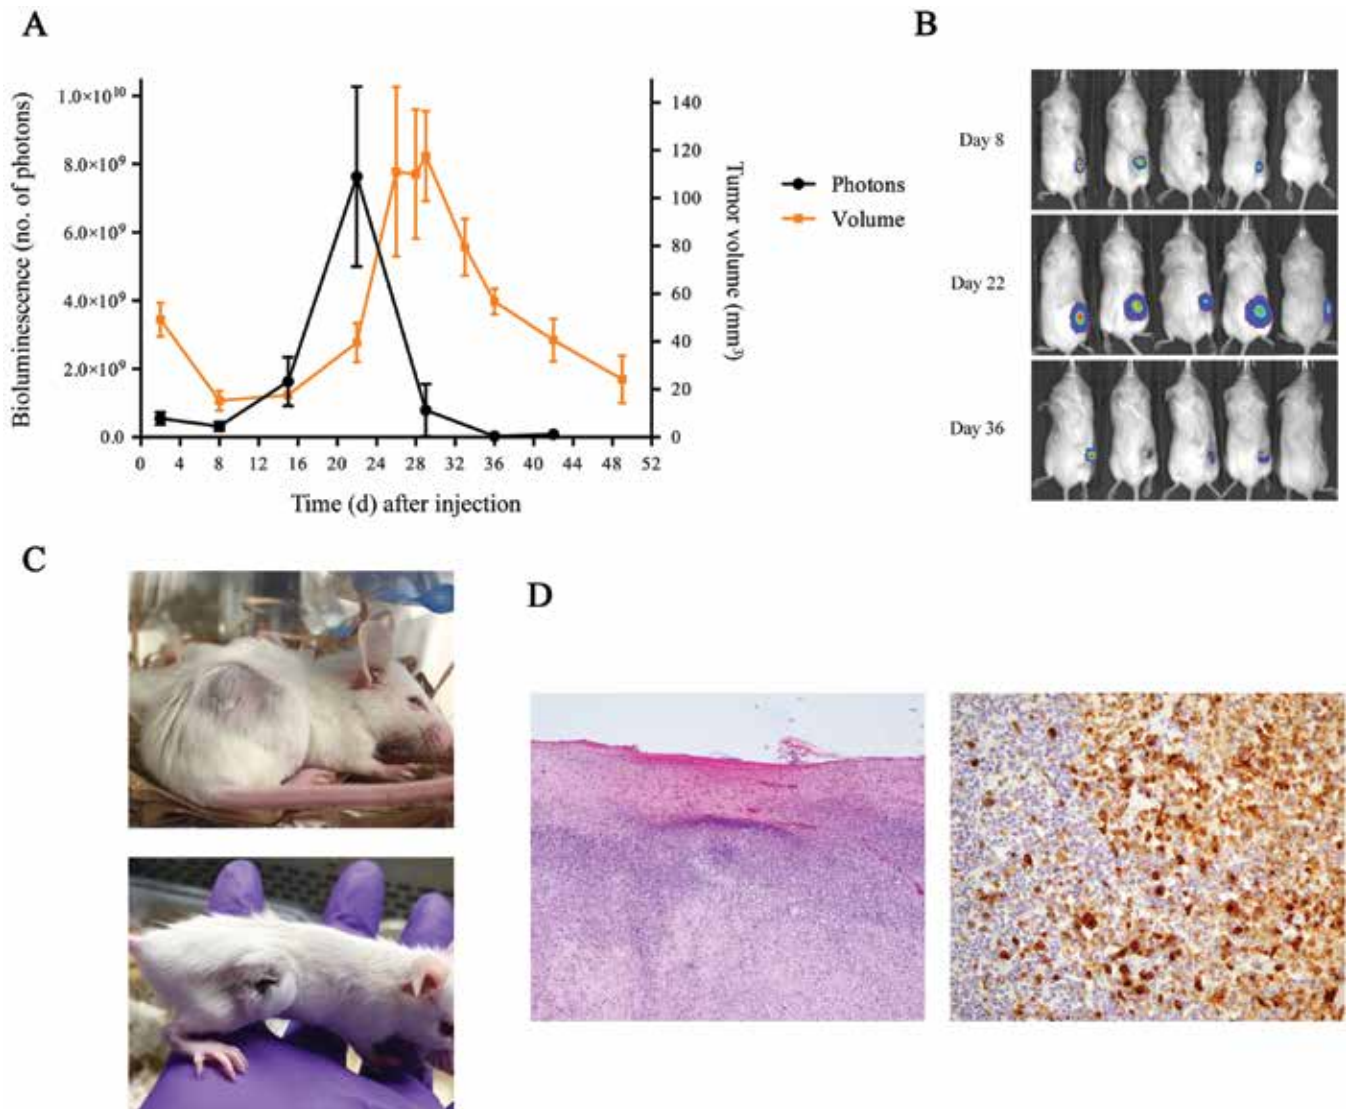 A
Bioluminescence (no. of photons)
1.0×10¹⁰
8.0×10⁹
6.0×10⁹
4.0×10⁹
2.0×10⁹
0.0
0 4 8 12 16 20 24 28 32 36 40 44 48 52
Time (d) after injection
140
120
100
80
60
40
20
0
Tumor volume (mm³)
Photons
Volume
B
Day 8
Day 22
Day 36
C
D